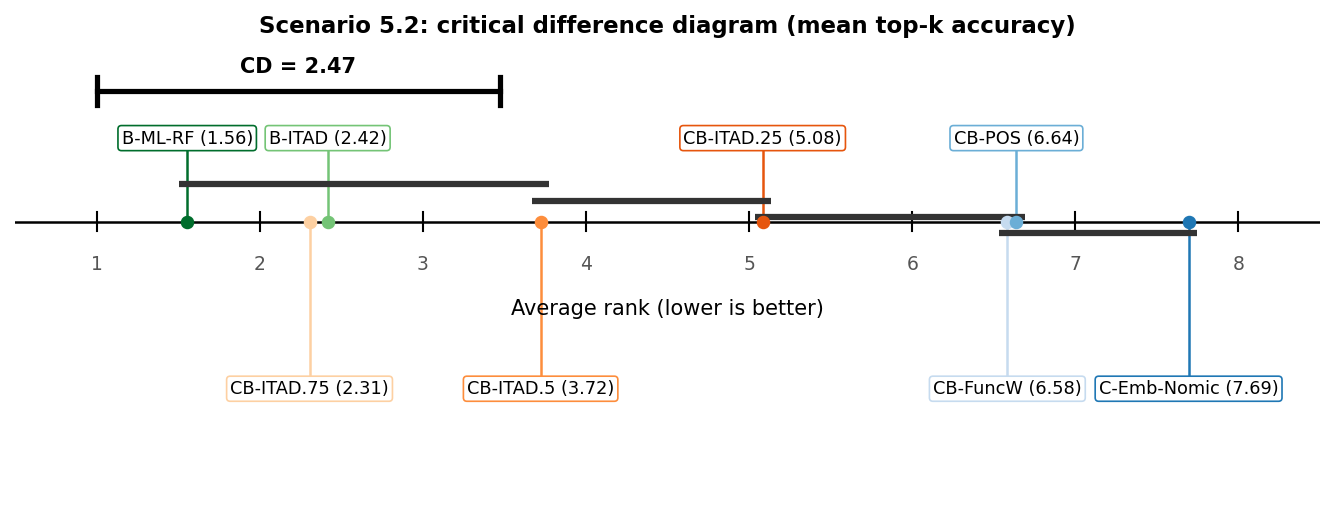 Scenario 5.2: critical difference diagram (mean top-k accuracy)
CD = 2.47
B-ML-RF (1.56)
B-ITAD (2.42)
CB-ITAD.25 (5.08)
CB-POS (6.64)
1
2
3
4
5
6
7
8
Average rank (lower is better)
CB-ITAD.75 (2.31)
CB-ITAD.5 (3.72)
CB-FuncW (6.58)
C-Emb-Nomic (7.69)